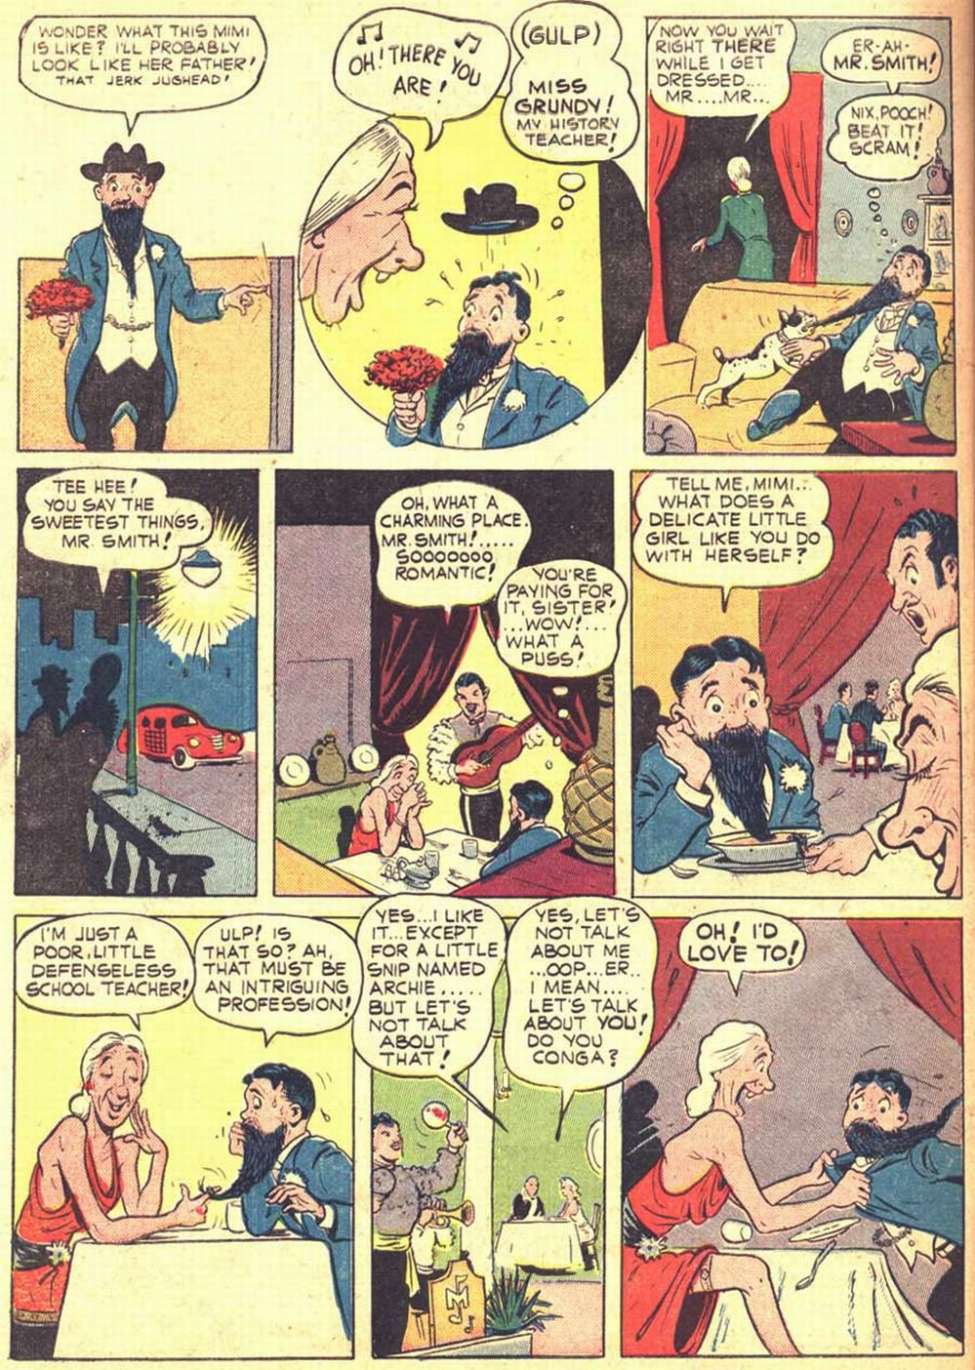 WONDER WHAT THIS MIMI
IS LIKE? I'LL PROBABLY
LOOK LIKE HER FATHER!
THAT JERK JUGHEAD!
OH! THERE YOU
ARE!
(GULP)
MISS
GRUNDY!
MY HISTORY
TEACHER!
NOW YOU WAIT
RIGHT THERE
WHILE I GET
DRESSED....
MR....MR...
ER-AH-
MR. SMITH!
NIX, POOCH!
BEAT IT!
SCRAM!
TEE HEE!
YOU SAY THE
SWEETEST THINGS,
MR. SMITH!
OH, WHAT A
CHARMING PLACE.
MR. SMITH!.....
SOOOOOOO
ROMANTIC!
YOU'RE
PAYING FOR
IT, SISTER!
...WOW!....
WHAT A
PUSS!
TELL ME, MIMI...
WHAT DOES A
DELICATE LITTLE
GIRL LIKE YOU DO
WITH HERSELF?
I'M JUST A
POOR, LITTLE
DEFENSELESS
SCHOOL TEACHER!
ULP! IS
THAT SO? AH,
THAT MUST BE
AN INTRIGUING
PROFESSION!
YES...I LIKE
IT...EXCEPT
FOR A LITTLE
SNIP NAMED
ARCHIE.....
BUT LET'S
NOT TALK
ABOUT
THAT!
YES, LET'S
NOT TALK
ABOUT ME
...OOP...ER..
I MEAN....
LET'S TALK
ABOUT YOU!
DO YOU
CONGA?
OH! I'D
LOVE TO!